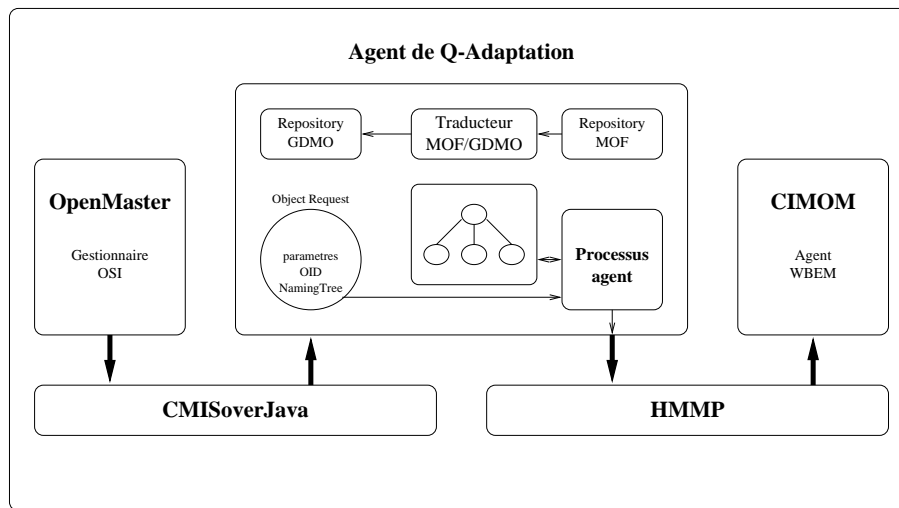 Agent de Q-Adaptation
Repository
GDMO
Traducteur
MOF/GDMO
Repository
MOF
OpenMaster
Gestionnaire
OSI
Object Request
parametres
OID
NamingTree
Processus
agent
CIMOM
Agent
WBEM
CMISoverJava
HMMP